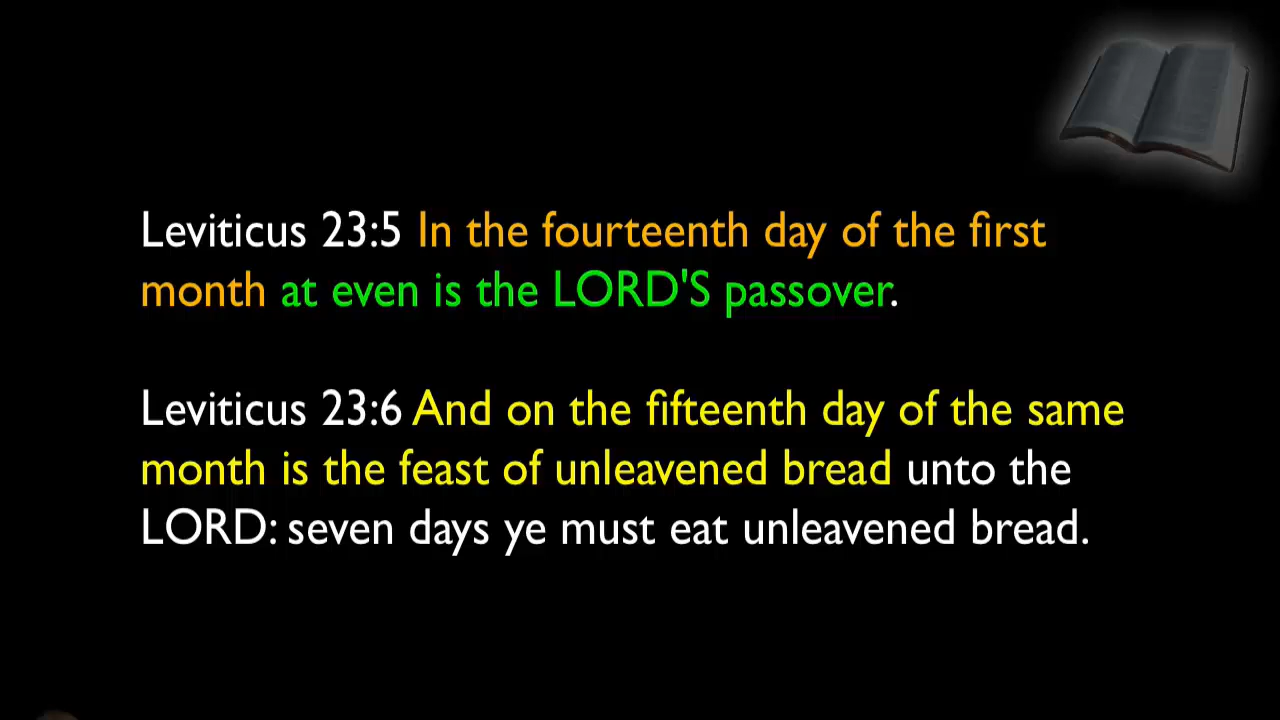 Leviticus 23:5 In the fourteenth day of the first
month at even is the LORD'S passover.
Leviticus 23:6 And on the fifteenth day of the same
month is the feast of unleavened bread unto the
LORD: seven days ye must eat unleavened bread.